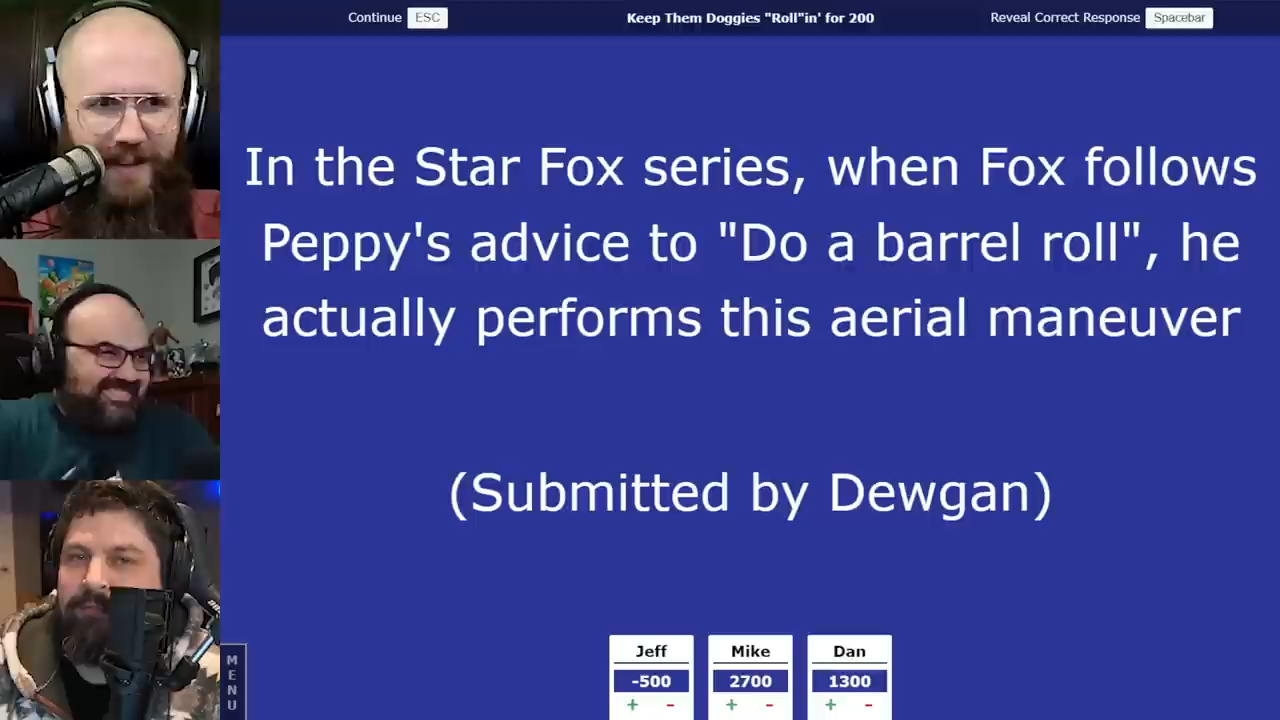 Continue ESC Keep Them Doggies "Roll"in' for 200 Reveal Correct Response Spacebar
In the Star Fox series, when Fox follows
Peppy's advice to "Do a barrel roll", he
actually performs this aerial maneuver
(Submitted by Dewgan)
MENU
Jeff Mike Dan
-500 2700 1300
+ - + - + -